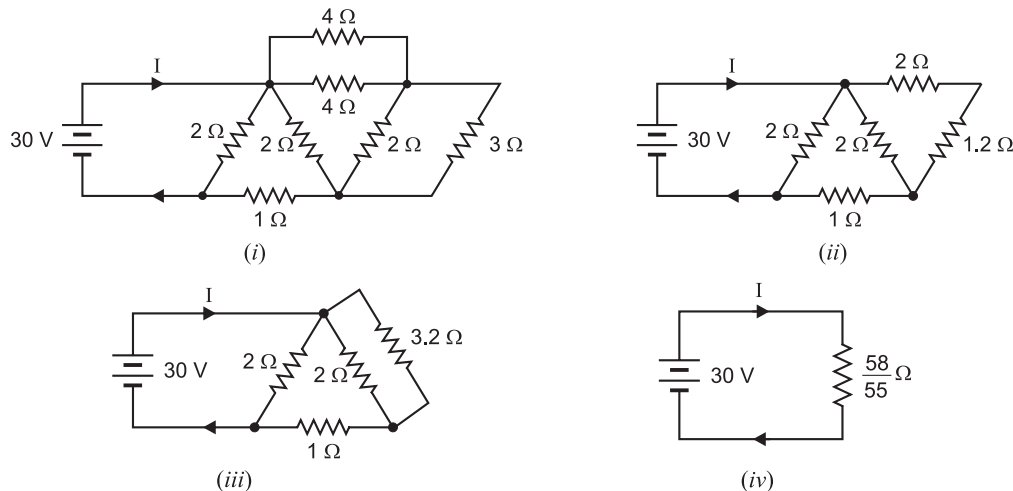 4 Ω
I
4 Ω
30 V
2 Ω
2 Ω
2 Ω
3 Ω
1 Ω
(i)
I
2 Ω
30 V
2 Ω
2 Ω
1.2 Ω
1 Ω
(ii)
I
30 V
2 Ω
2 Ω
3.2 Ω
1 Ω
(iii)
I
30 V
58
55
Ω
(iv)